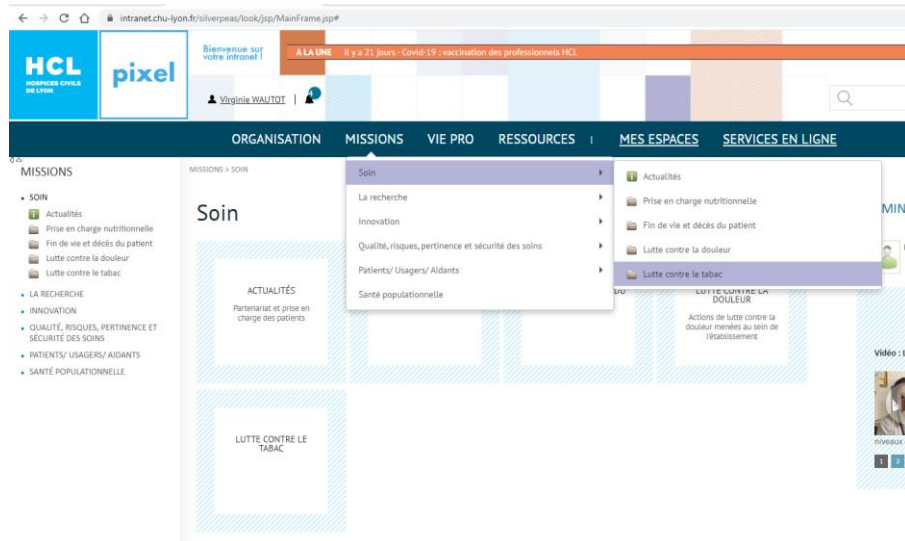 intranet.chu-lyon.fr/silverpeas/look/jsp/MainFrame.jsp#
HCL
HOSPICES CIVILS
DE LYON
pixel
Bienvenue sur
votre intranet !
A LA UNE il y a 21 jours - Covid-19 : vaccination des professionnels HCL
Virginie WAUTOT |
ORGANISATION MISSIONS VIE PRO RESSOURCES MES ESPACES SERVICES EN LIGNE
MISSIONS
SOIN
Actualités
Prise en charge nutritionnelle
Fin de vie et décès du patient
Lutte contre la douleur
Lutte contre le tabac
LA RECHERCHE
INNOVATION
QUALITÉ, RISQUES, PERTINENCE ET
SÉCURITÉ DES SOINS
PATIENTS/ USAGERS/ AIDANTS
SANTÉ POPULATIONNELLE
MISSIONS > SOIN
Soin
Soin
La recherche
Innovation
Qualité, risques, pertinence et sécurité des soins
Patients/ Usagers/ Aidants
Santé populationnelle
Actualités
Prise en charge nutritionnelle
Fin de vie et décès du patient
Lutte contre la douleur
Lutte contre le tabac
ACTUALITÉS
Partenariat et prise en
charge des patients
DU
LUTTE CONTRE LA
DOULEUR
Actions de lutte contre la
douleur menées au sein de
l'établissement
LUTTE CONTRE LE
TABAC
MIN
Vidéo : L
niveaux
1 2